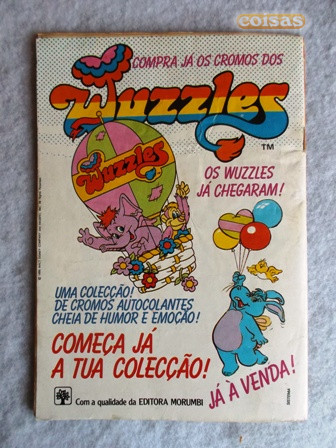 coisas
COMPRA JÁ OS CROMOS DOS
Wuzzles
TM
Wuzzles
OS WUZZLES
JÁ CHEGARAM!
UMA COLECÇÃO!
DE CROMOS AUTOCOLANTES
CHEIA DE HUMOR E EMOÇÃO!
COMEÇA JÁ
A TUA COLECÇÃO!
JÁ À VENDA!
Com a qualidade da EDITORA MORUMBI